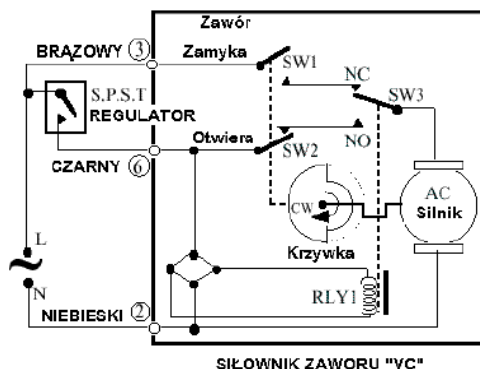 Zawór
BRĄZOWY 3 Zamyka
SW1
NC
SW3
S.P.S.T
REGULATOR
Otwiera
SW2
NO
CZARNY
6
CW
AC
Silnik
Krzywka
L
N
RLY1
NIEBIESKI 2
SIŁOWNIK ZAWORU "VC"